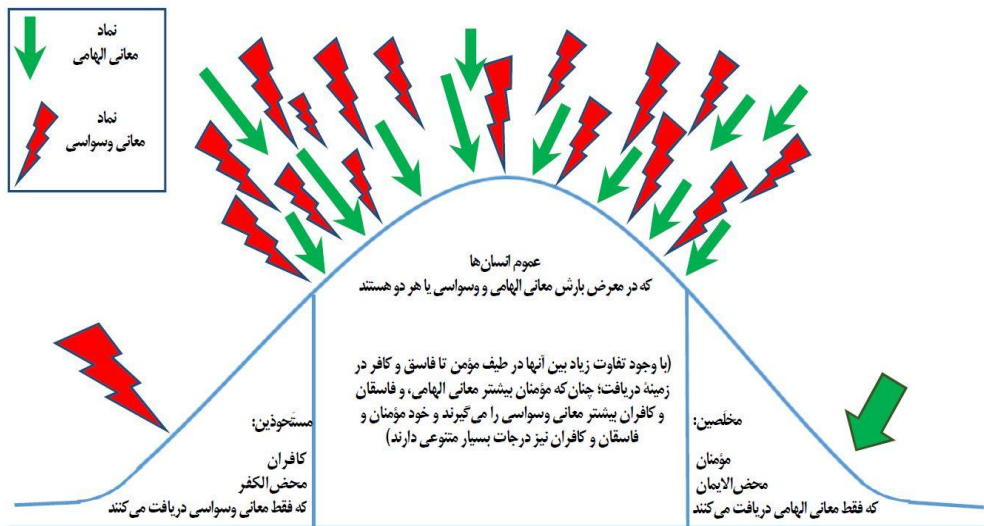 نماد
معانی الهامی
نماد
معانی وسواسی
عموم انسان‌ها
که در معرض بارش معانی الهامی و وسواسی یا هر دو هستند
(با وجود تفاوت زیاد بین آنها در طیف مؤمن تا فاسق و کافر در
زمینهٔ دریافت؛ چنان که مؤمنان بیشتر معانی الهامی، و فاسقان
و کافران بیشتر معانی وسواسی را می‌گیرند و خود مؤمنان و
فاسقان و کافران نیز درجات بسیار متنوعی دارند)
مخلَصین:
مؤمنان
محض‌الایمان
که فقط معانی الهامی دریافت می‌کنند
مستحوَذین:
کافران
محض‌الکفر
که فقط معانی وسواسی دریافت می‌کنند